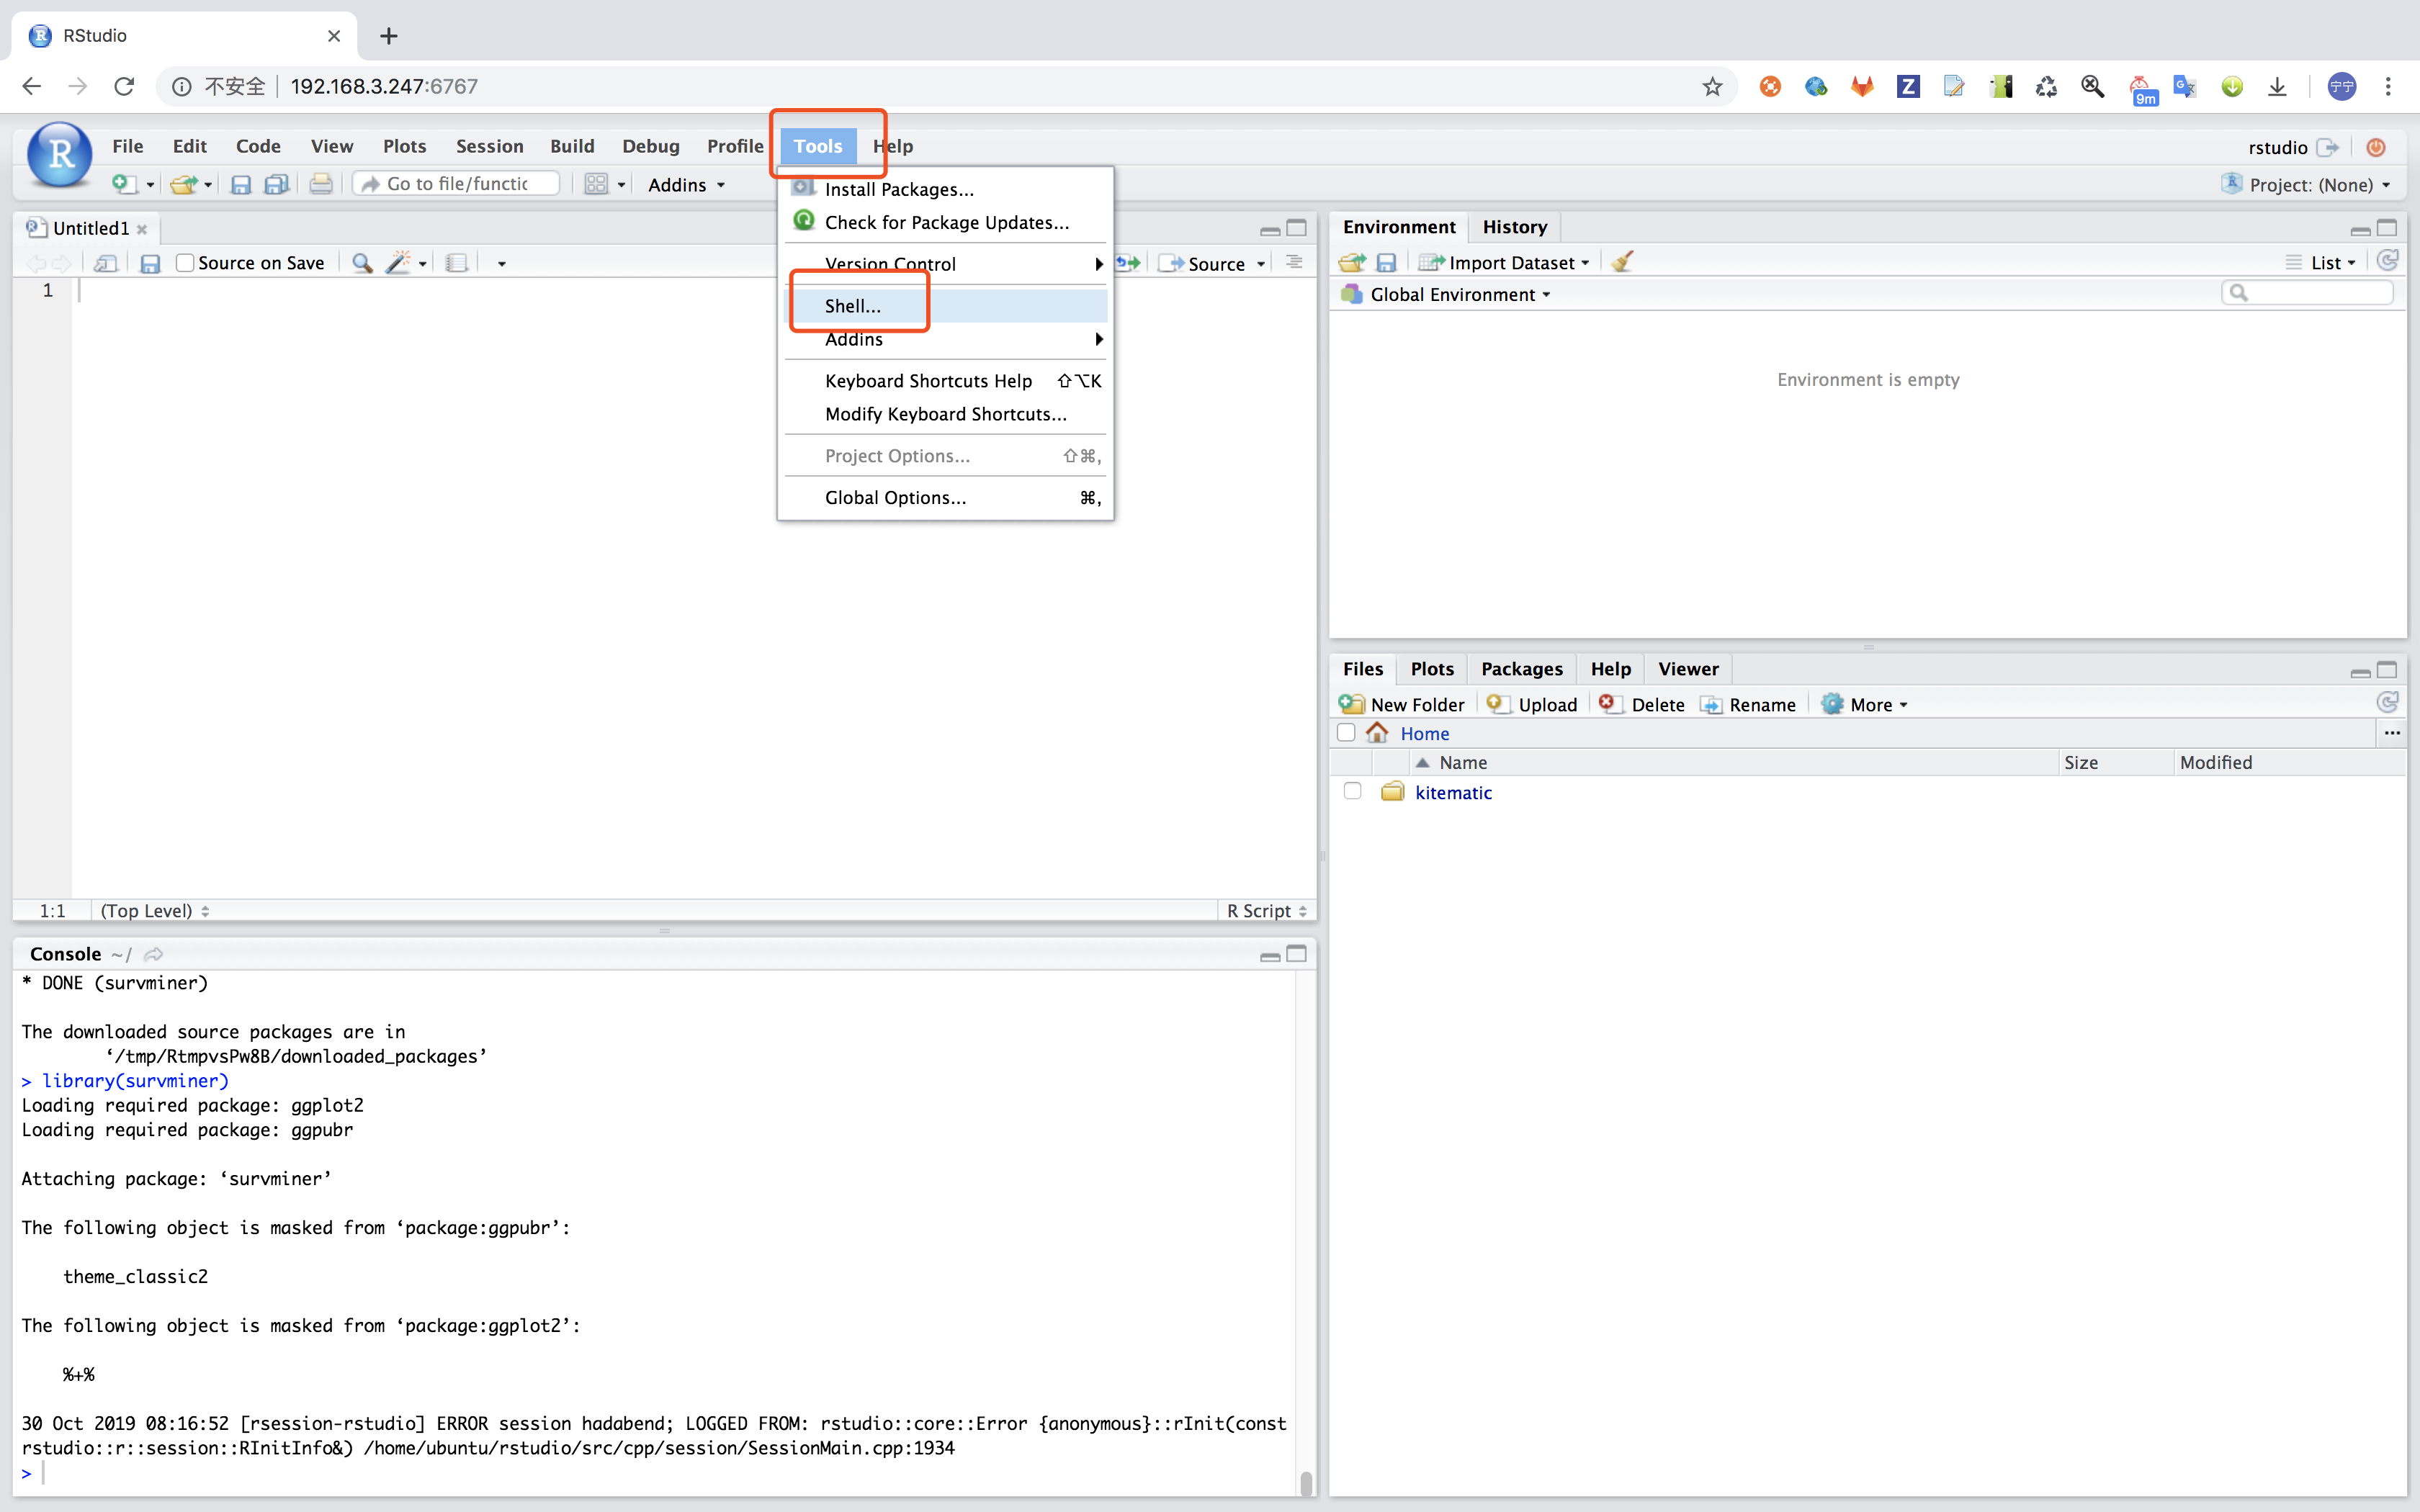 RStudio
不安全 | 192.168.3.247:6767
9m
宁宁
File Edit Code View Plots Session Build Debug Profile Tools Help
rstudio
Go to file/functic
Addins
Project: (None)
Install Packages...
Check for Package Updates...
Version Control
Shell...
Addins
Keyboard Shortcuts Help ⇧⌥K
Modify Keyboard Shortcuts...
Project Options... ⇧⌘,
Global Options... ⌘,
Untitled1
Source on Save
Source
1
1:1 (Top Level)
R Script
Console ~/
* DONE (survminer)
The downloaded source packages are in
‘/tmp/RtmpvsPw8B/downloaded_packages’
> library(survminer)
Loading required package: ggplot2
Loading required package: ggpubr
Attaching package: ‘survminer’
The following object is masked from ‘package:ggpubr’:
theme_classic2
The following object is masked from ‘package:ggplot2’:
%+%
30 Oct 2019 08:16:52 [rsession-rstudio] ERROR session hadabend; LOGGED FROM: rstudio::core::Error {anonymous}::rInit(const
rstudio::r::session::RInitInfo&) /home/ubuntu/rstudio/src/cpp/session/SessionMain.cpp:1934
>
Environment History
Import Dataset
List
Global Environment
Environment is empty
Files Plots Packages Help Viewer
New Folder Upload Delete Rename More
Home
...
Name Size Modified
kitematic